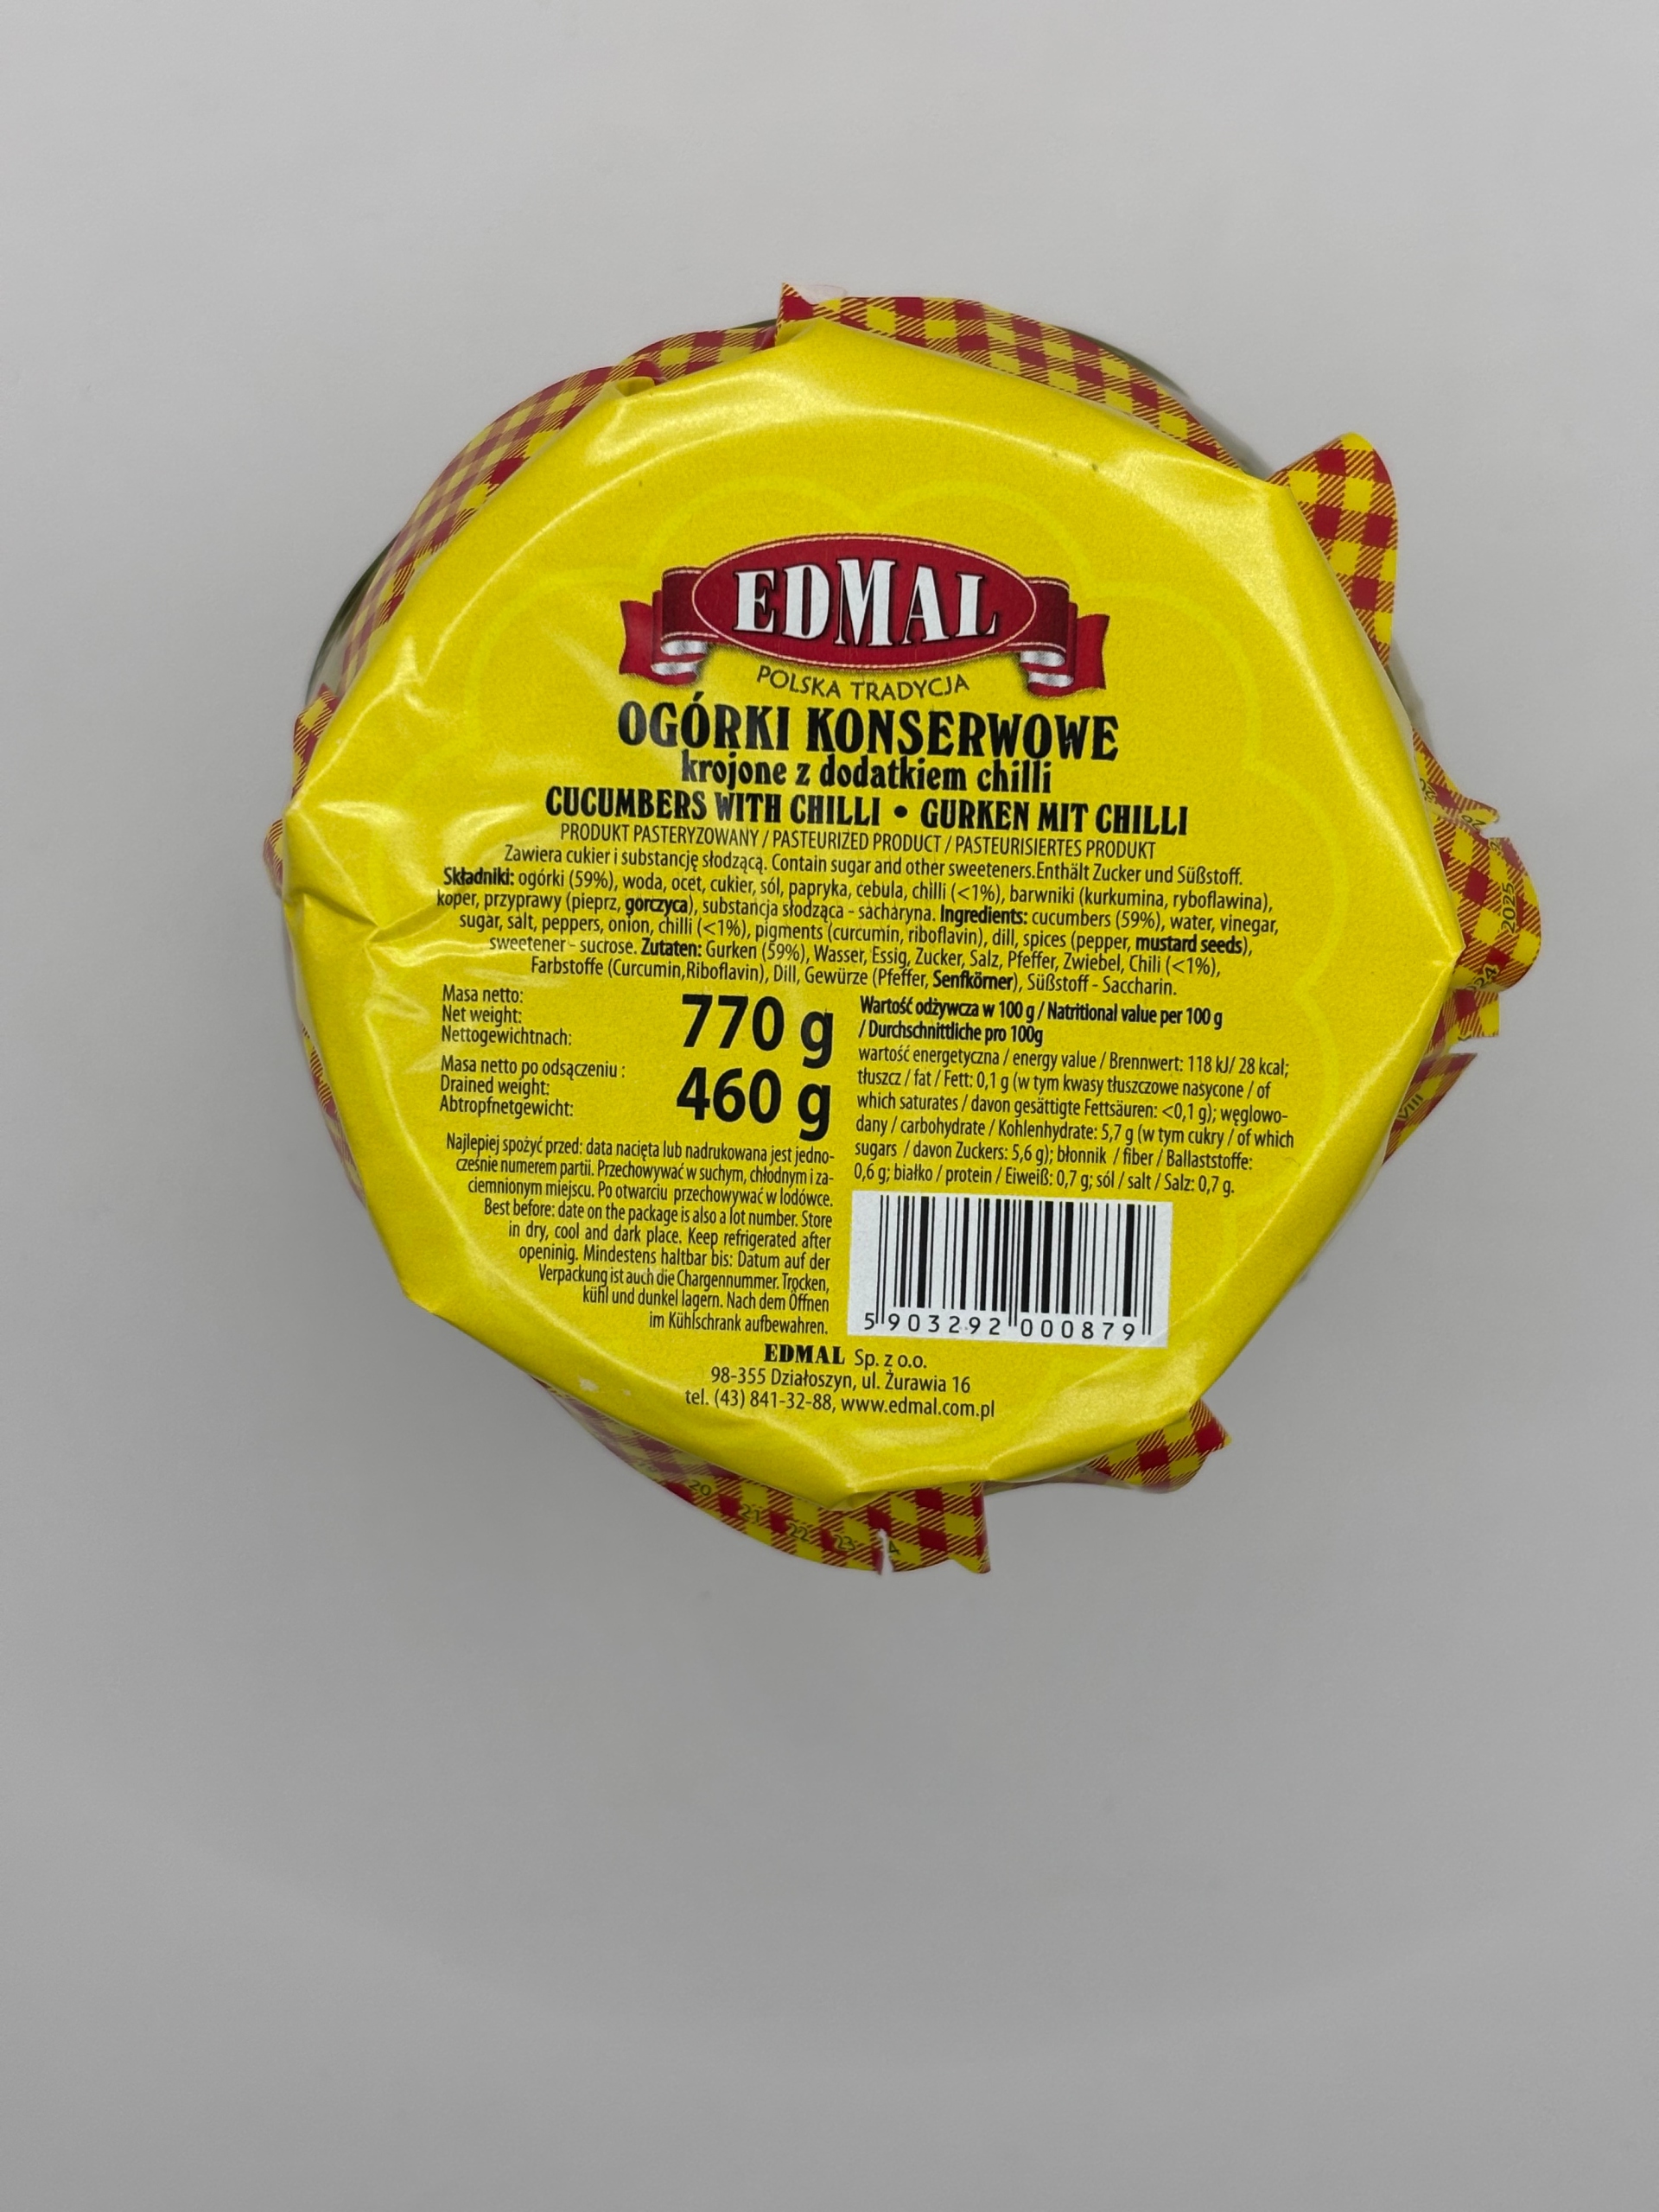 EDMAL
POLSKA TRADYCJA
OGÓRKI KONSERWOWE
krojone z dodatkiem chilli
CUCUMBERS WITH CHILLI • GURKEN MIT CHILLI
PRODUKT PASTERYZOWANY / PASTEURIZED PRODUCT / PASTEURISIERTES PRODUKT
Zawiera cukier i substancję słodzącą. Contain sugar and other sweeteners.Enthält Zucker und Süßstoff.
Składniki: ogórki (59%), woda, ocet, cukier, sól, papryka, cebula, chilli (<1%), barwniki (kurkumina, ryboflawina),
koper, przyprawy (pieprz, gorczyca), substancja słodząca - sacharyna. Ingredients: cucumbers (59%), water, vinegar,
sugar, salt, peppers, onion, chilli (<1%), pigments (curcumin, riboflavin), dill, spices (pepper, mustard seeds),
sweetener - sucrose. Zutaten: Gurken (59%), Wasser, Essig, Zucker, Salz, Pfeffer, Zwiebel, Chili (<1%),
Farbstoffe (Curcumin,Riboflavin), Dill, Gewürze (Pfeffer, Senfkörner), Süßstoff - Saccharin.
Masa netto:
Net weight:
Nettogewichtnach:
770 g
Masa netto po odsączeniu :
Drained weight:
Abtropfnetgewicht:
460 g
Najlepiej spożyć przed: data nacięta lub nadrukowana jest jedno-
cześnie numerem partii. Przechowywać w suchym, chłodnym i za-
ciemnionym miejscu. Po otwarciu przechowywać w lodówce.
Best before: date on the package is also a lot number. Store
in dry, cool and dark place. Keep refrigerated after
openinig. Mindestens haltbar bis: Datum auf der
Verpackung ist auch die Chargennummer. Trocken,
kühl und dunkel lagern. Nach dem Öffnen
im Kühlschrank aufbewahren.
Wartość odżywcza w 100 g / Natritional value per 100 g
/ Durchschnittliche pro 100g
wartość energetyczna / energy value / Brennwert: 118 kJ/ 28 kcal;
tłuszcz / fat / Fett: 0,1 g (w tym kwasy tłuszczowe nasycone / of
which saturates / davon gesättigte Fettsäuren: <0,1 g); węglowo-
dany / carbohydrate / Kohlenhydrate: 5,7 g (w tym cukry / of which
sugars / davon Zuckers: 5,6 g); błonnik / fiber / Ballaststoffe:
0,6 g; białko / protein / Eiweiß: 0,7 g; sól / salt / Salz: 0,7 g.
5 903292 000879
EDMAL Sp. z o.o.
98-355 Działoszyn, ul. Żurawia 16
tel. (43) 841-32-88, www.edmal.com.pl
2025
24
VIII
20 21 22 23